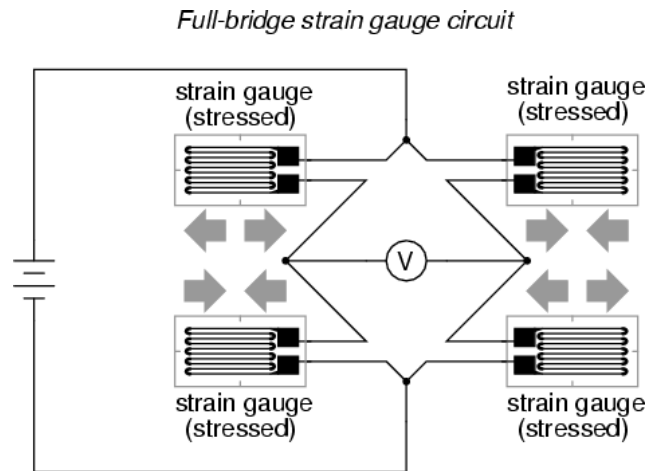 Full-bridge strain gauge circuit
strain gauge
(stressed)
strain gauge
(stressed)
V
strain gauge
(stressed)
strain gauge
(stressed)